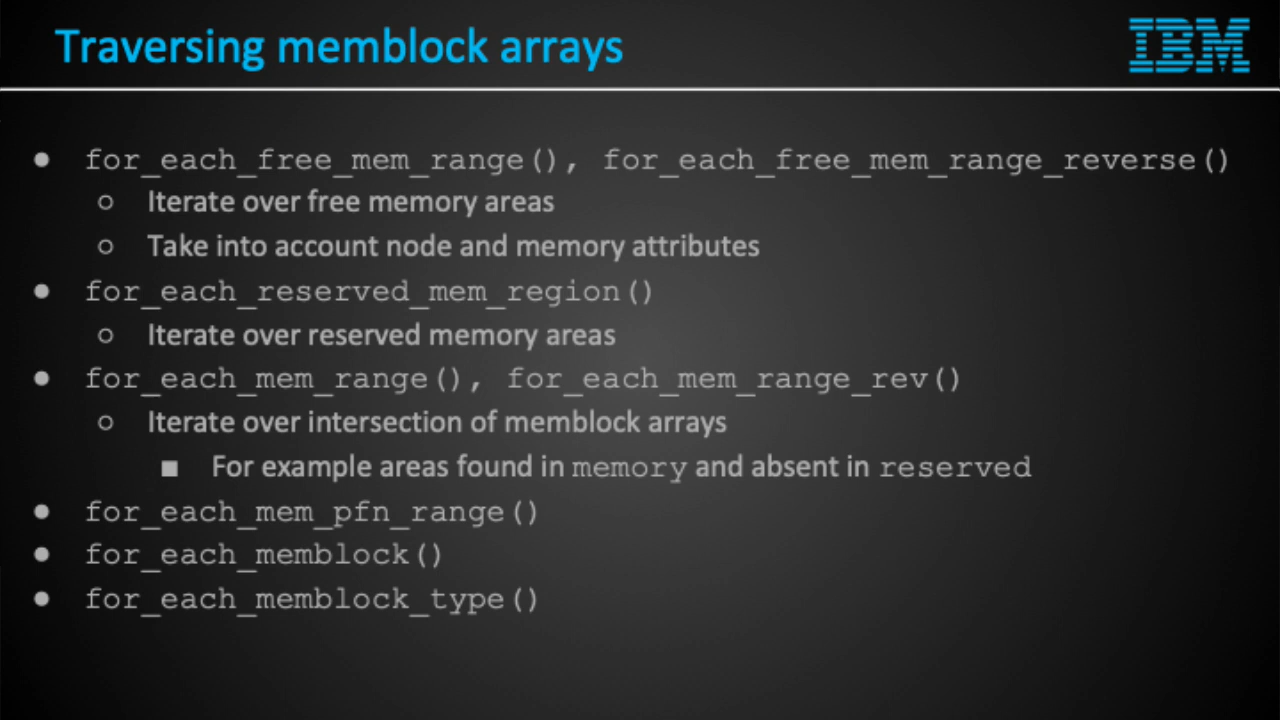 Traversing memblock arrays
IBM
● for_each_free_mem_range(), for_each_free_mem_range_reverse()
○ Iterate over free memory areas
○ Take into account node and memory attributes
● for_each_reserved_mem_region()
○ Iterate over reserved memory areas
● for_each_mem_range(), for_each_mem_range_rev()
○ Iterate over intersection of memblock arrays
■ For example areas found in memory and absent in reserved
● for_each_mem_pfn_range()
● for_each_memblock()
● for_each_memblock_type()